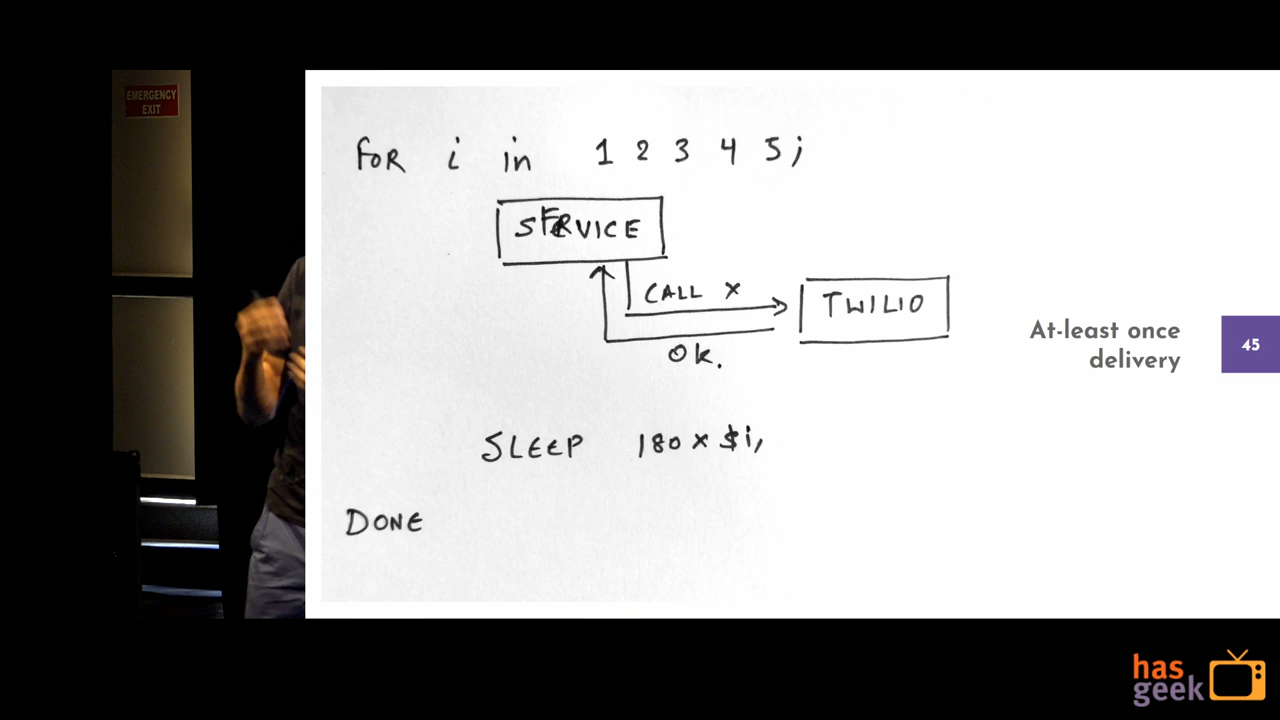 EMERGENCY
EXIT
FOR i in 1 2 3 4 5;
SERVICE
CALL X
TWILIO
OK.
At-least once
delivery
45
SLEEP 180 x $i,
DONE
has
geek